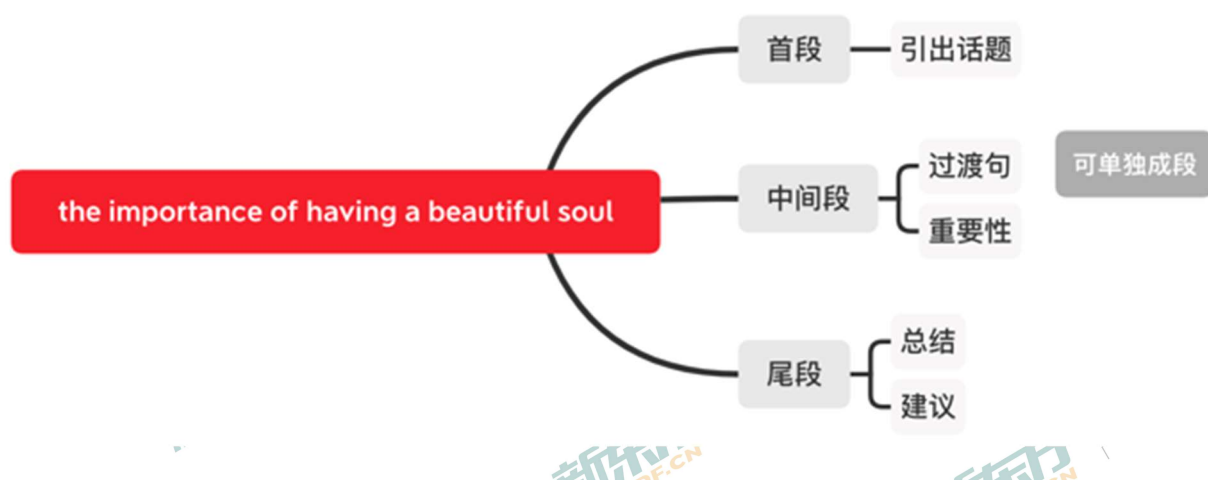 首段
引出话题
过渡句
可单独成段
the importance of having a beautiful soul
中间段
重要性
总结
尾段
建议